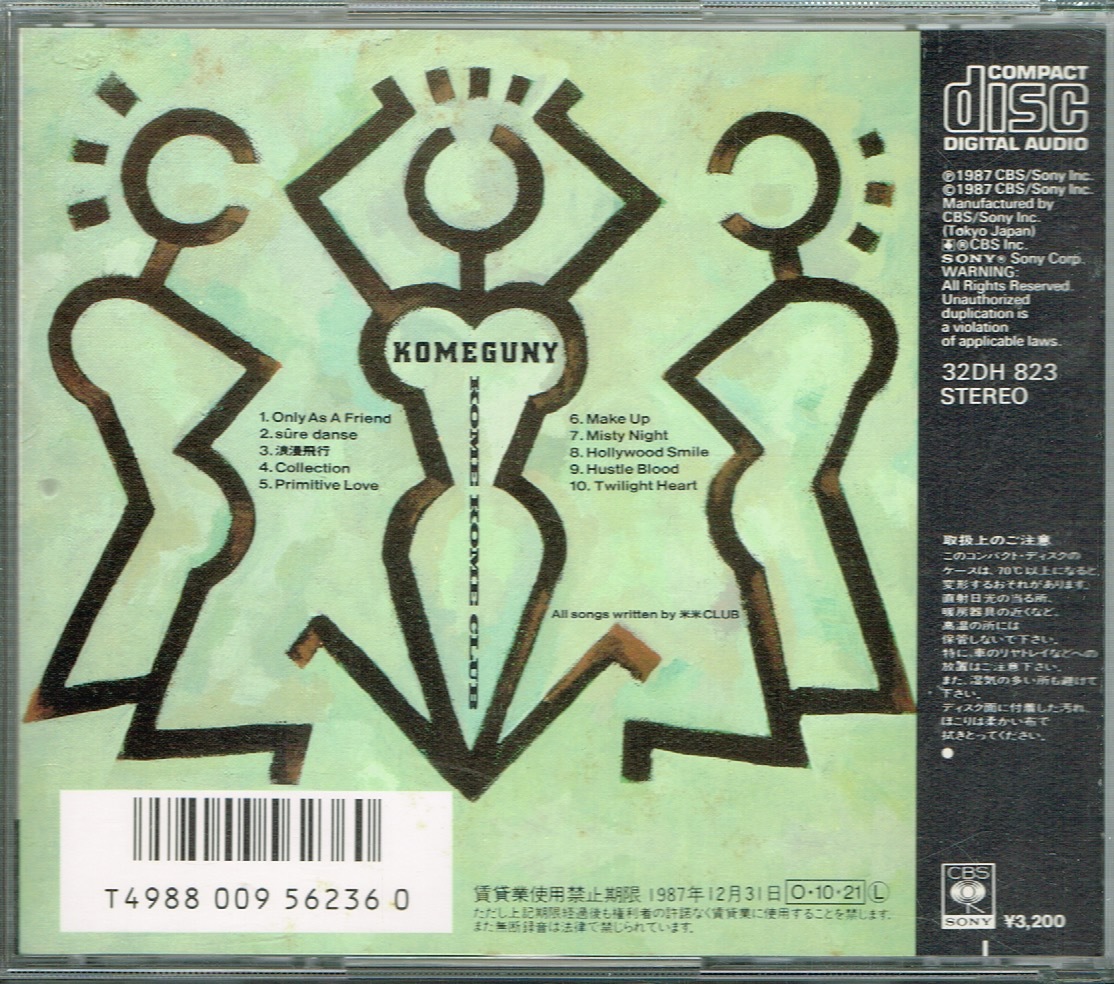 COMPACT
disc
DIGITAL AUDIO
℗1987 CBS/Sony Inc.
©1987 CBS/Sony Inc.
Manufactured by
CBS/Sony Inc.
(Tokyo Japan)
®CBS Inc.
SONY® Sony Corp.
WARNING:
All Rights Reserved.
Unauthorized
duplication is
a violation
of applicable laws.
32DH 823
STEREO
KOMEGUNY
KOME KOME CLUB
1. Only As A Friend
2. sûre danse
3. 浪漫飛行
4. Collection
5. Primitive Love
6. Make Up
7. Misty Night
8. Hollywood Smile
9. Hustle Blood
10. Twilight Heart
All songs written by 米米CLUB
取扱上のご注意
このコンパクト・ディスクの
ケースは、70℃以上になると、
変形するおそれがあります。
直射日光の当る所、
暖房器具の近くなど、
高温の所には
保管しないで下さい。
特に、車のリヤトレイなどへの
放置はご注意下さい。
また、湿気の多い所も避けて
下さい。
ディスク面に付着した汚れ、
ほこりは柔かい布で
拭きとってください。
T4988 009 56236 0
賃貸業使用禁止期限 1987年12月31日 O・10・21 Ⓛ
ただし上記期限経過後も権利者の許諾なく賃貸業に使用することを禁じます。
また無断録音は法律で禁じられています。
CBS
SONY
¥3,200